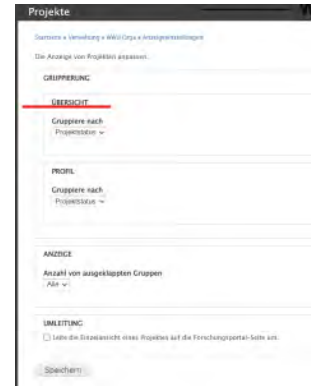 Projekte
Startseite » Verwaltung » WWU Corga » Anzeigeeinstellungen
Die Anzeige von Projekten anpassen.
GRUPPIERUNG
ÜBERSICHT
Gruppiere nach
Projektstatus
PROFIL
Gruppiere nach
Projektstatus
ANZEIGE
Anzahl von ausgeklappten Gruppen
Alle
UMLEITUNG
Leite die Einzelansicht eines Projektes auf die Forschungsportal-Seite um.
Speichern